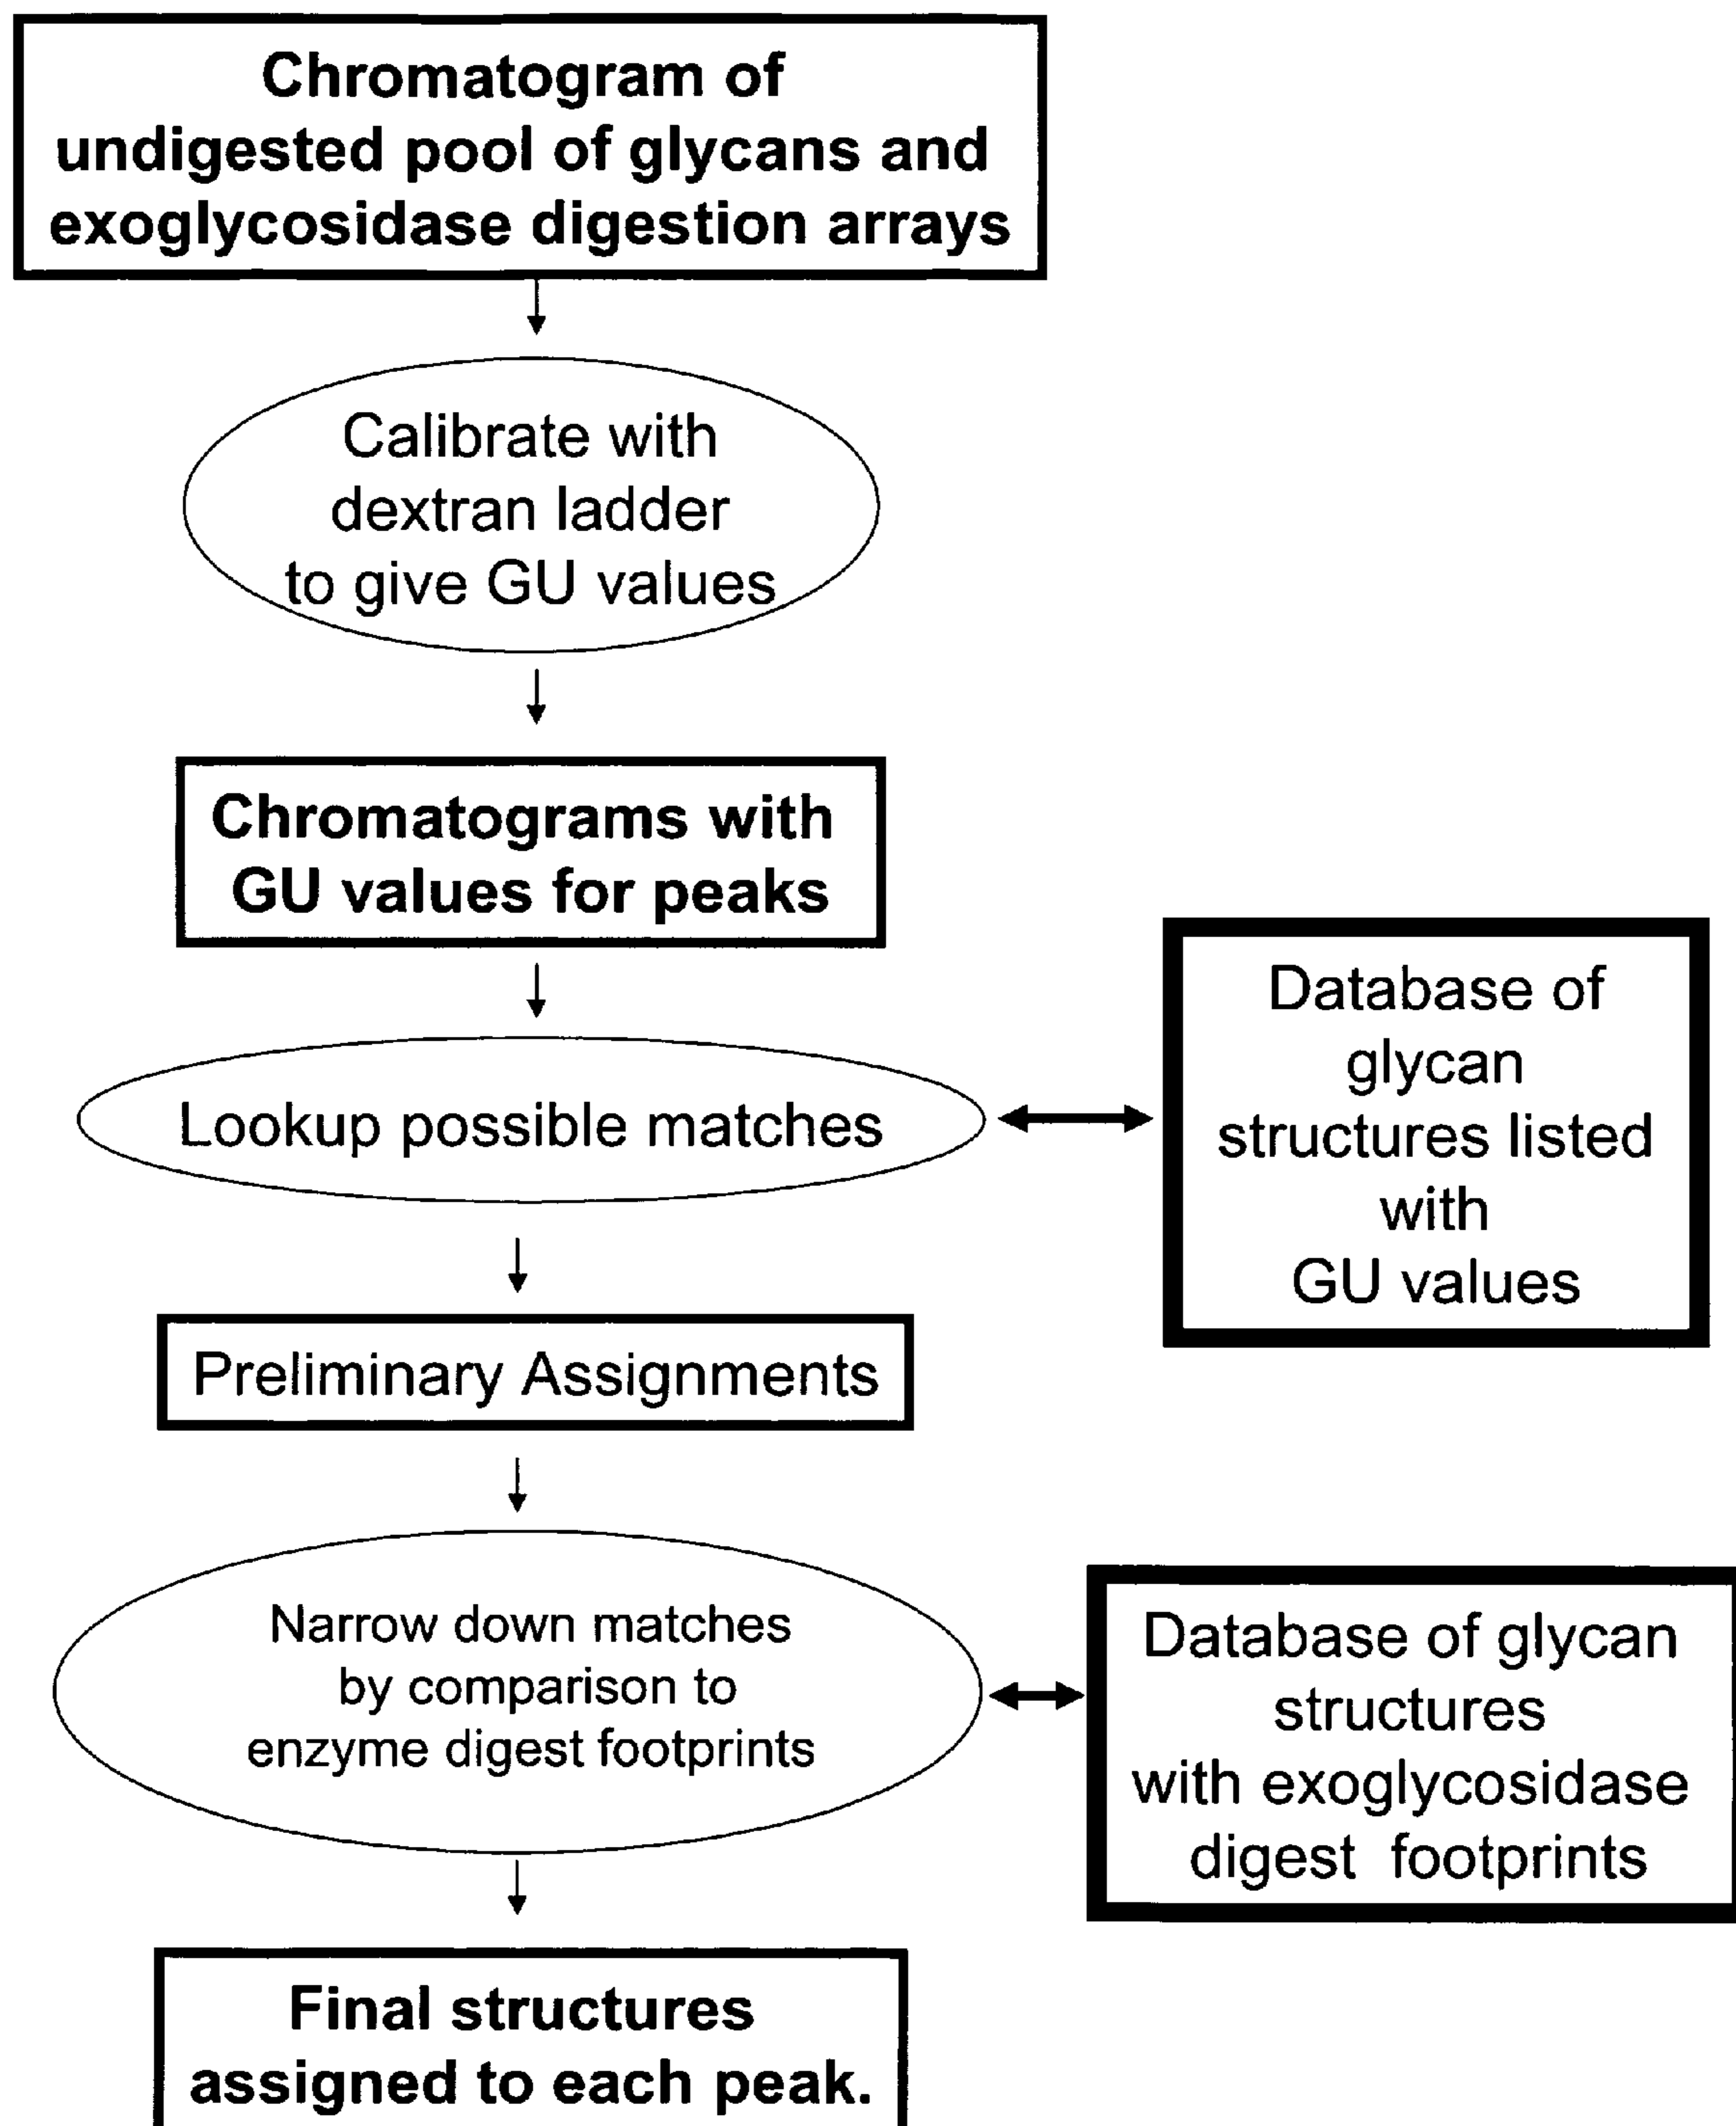 Chromatogram of
undigested pool of glycans and
exoglycosidase digestion arrays
Calibrate with
dextran ladder
to give GU values
Chromatograms with
GU values for peaks
Lookup possible matches
Database of
glycan
structures listed
with
GU values
Preliminary Assignments
Narrow down matches
by comparison to
enzyme digest footprints
Database of glycan
structures
with exoglycosidase
digest footprints
Final structures
assigned to each peak.